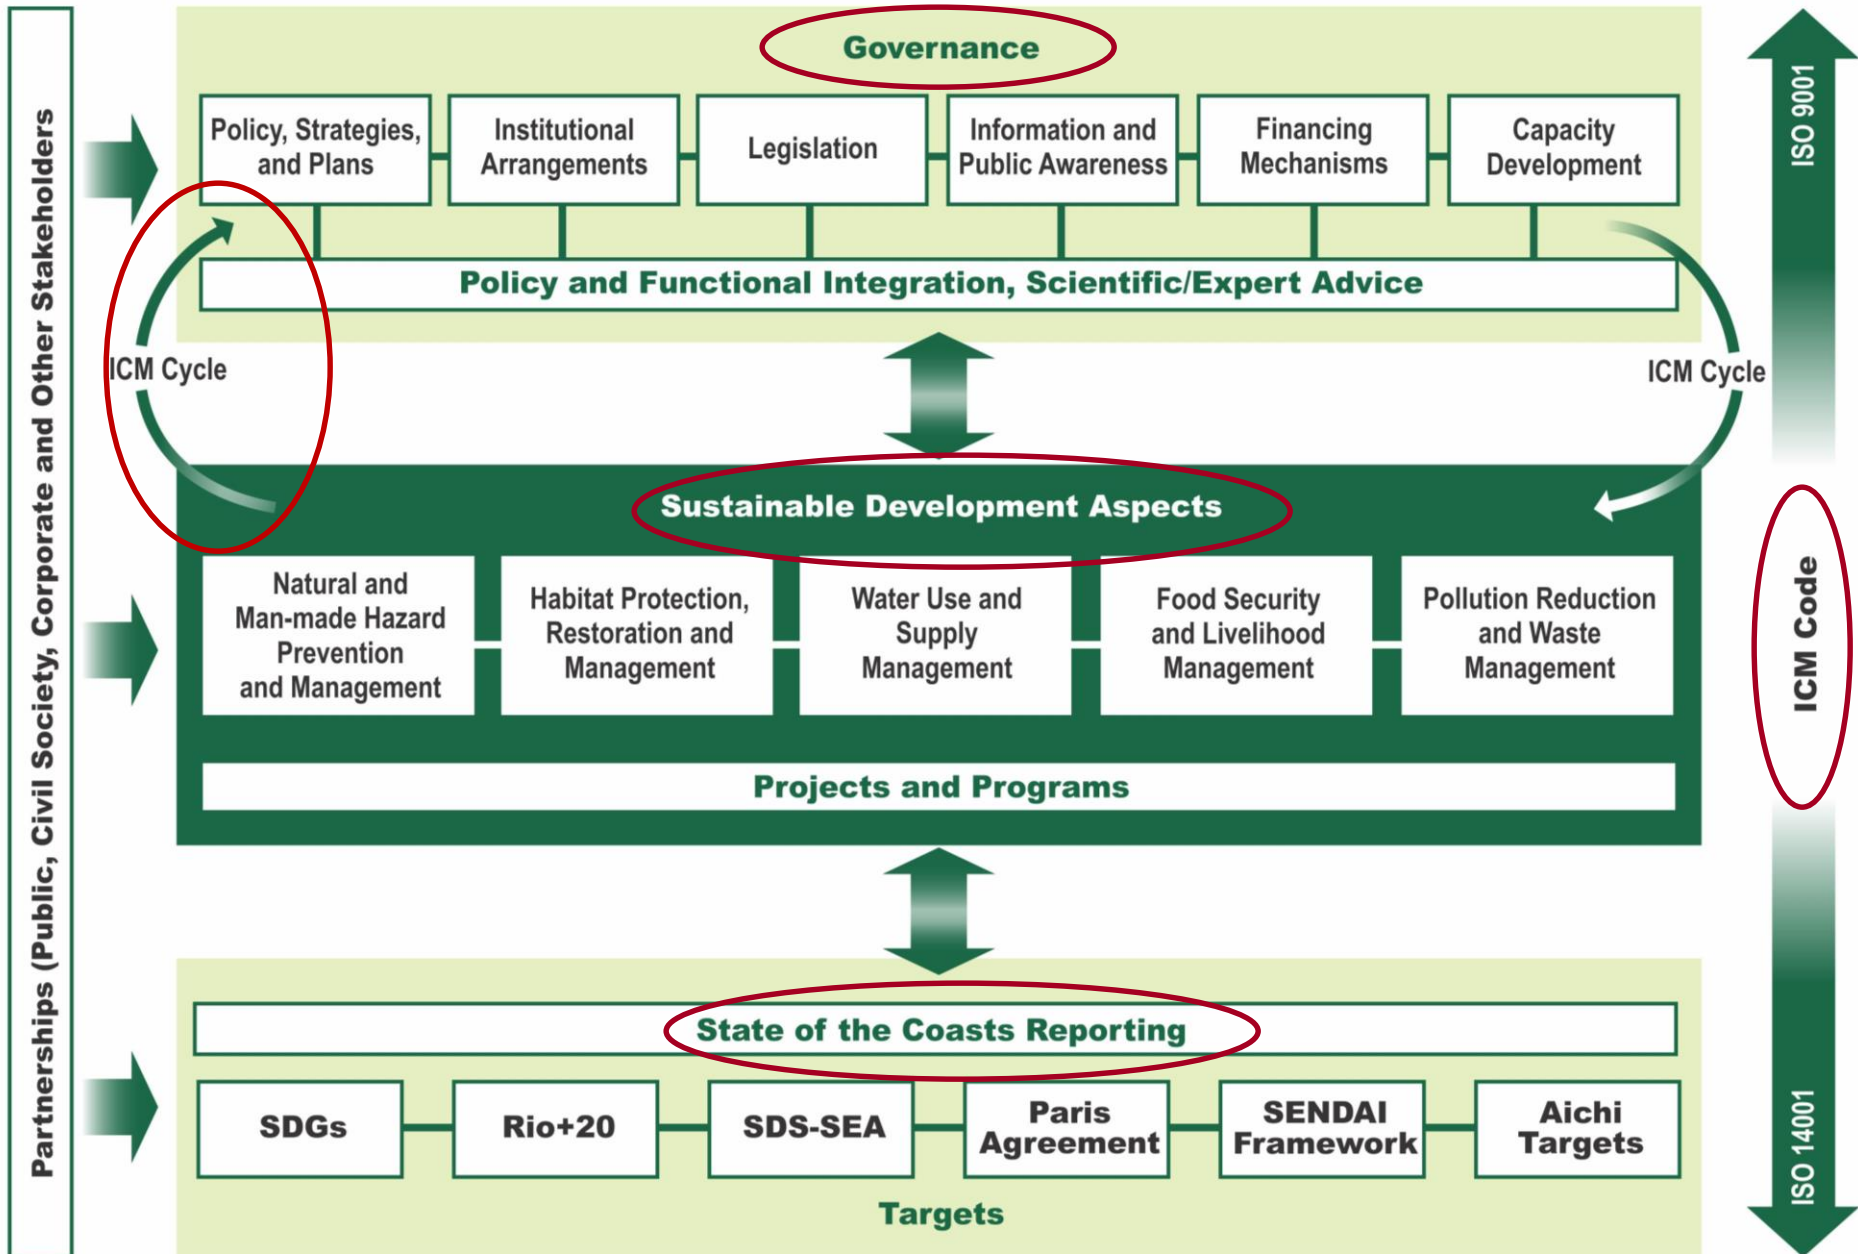 Partnerships (Public, Civil Society, Corporate and Other Stakeholders
Governance
Policy, Strategies,
and Plans
Institutional
Arrangements
Legislation
Information and
Public Awareness
Financing
Mechanisms
Capacity
Development
Policy and Functional Integration, Scientific/Expert Advice
ICM Cycle
ICM Cycle
Sustainable Development Aspects
Natural and
Man-made Hazard
Prevention
and Management
Habitat Protection,
Restoration and
Management
Water Use and
Supply
Management
Food Security
and Livelihood
Management
Pollution Reduction
and Waste
Management
Projects and Programs
State of the Coasts Reporting
SDGs
Rio+20
SDS-SEA
Paris
Agreement
SENDAI
Framework
Aichi
Targets
Targets
ISO 9001
ICM Code
ISO 14001